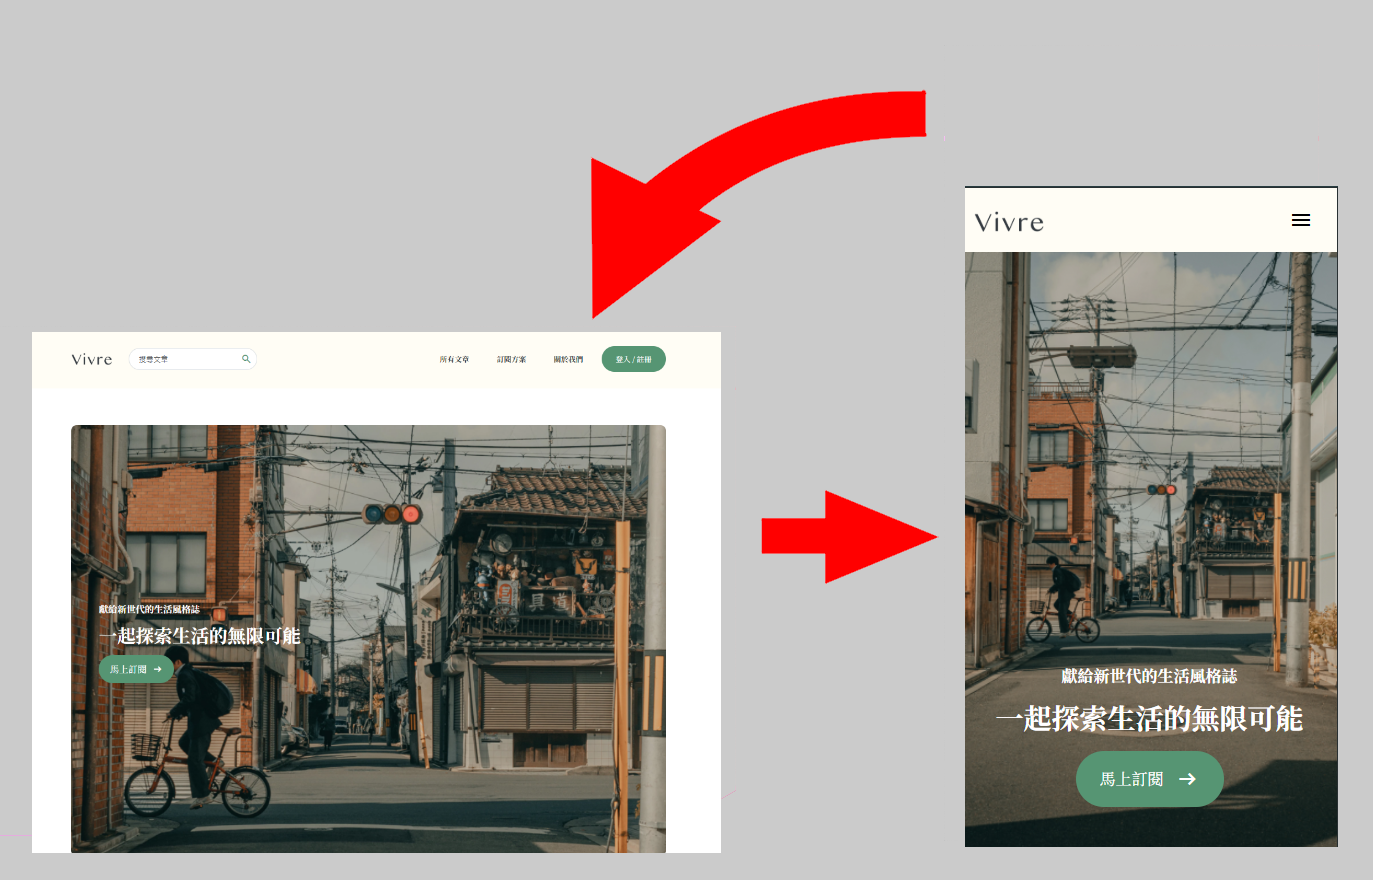 Vivre
搜尋文章
所有文章
訂閱方案
關於我們
登入 / 註冊
獻給新世代的生活風格誌
一起探索生活的無限可能
馬上訂閱
具
道
Vivre
獻給新世代的生活風格誌
一起探索生活的無限可能
馬上訂閱